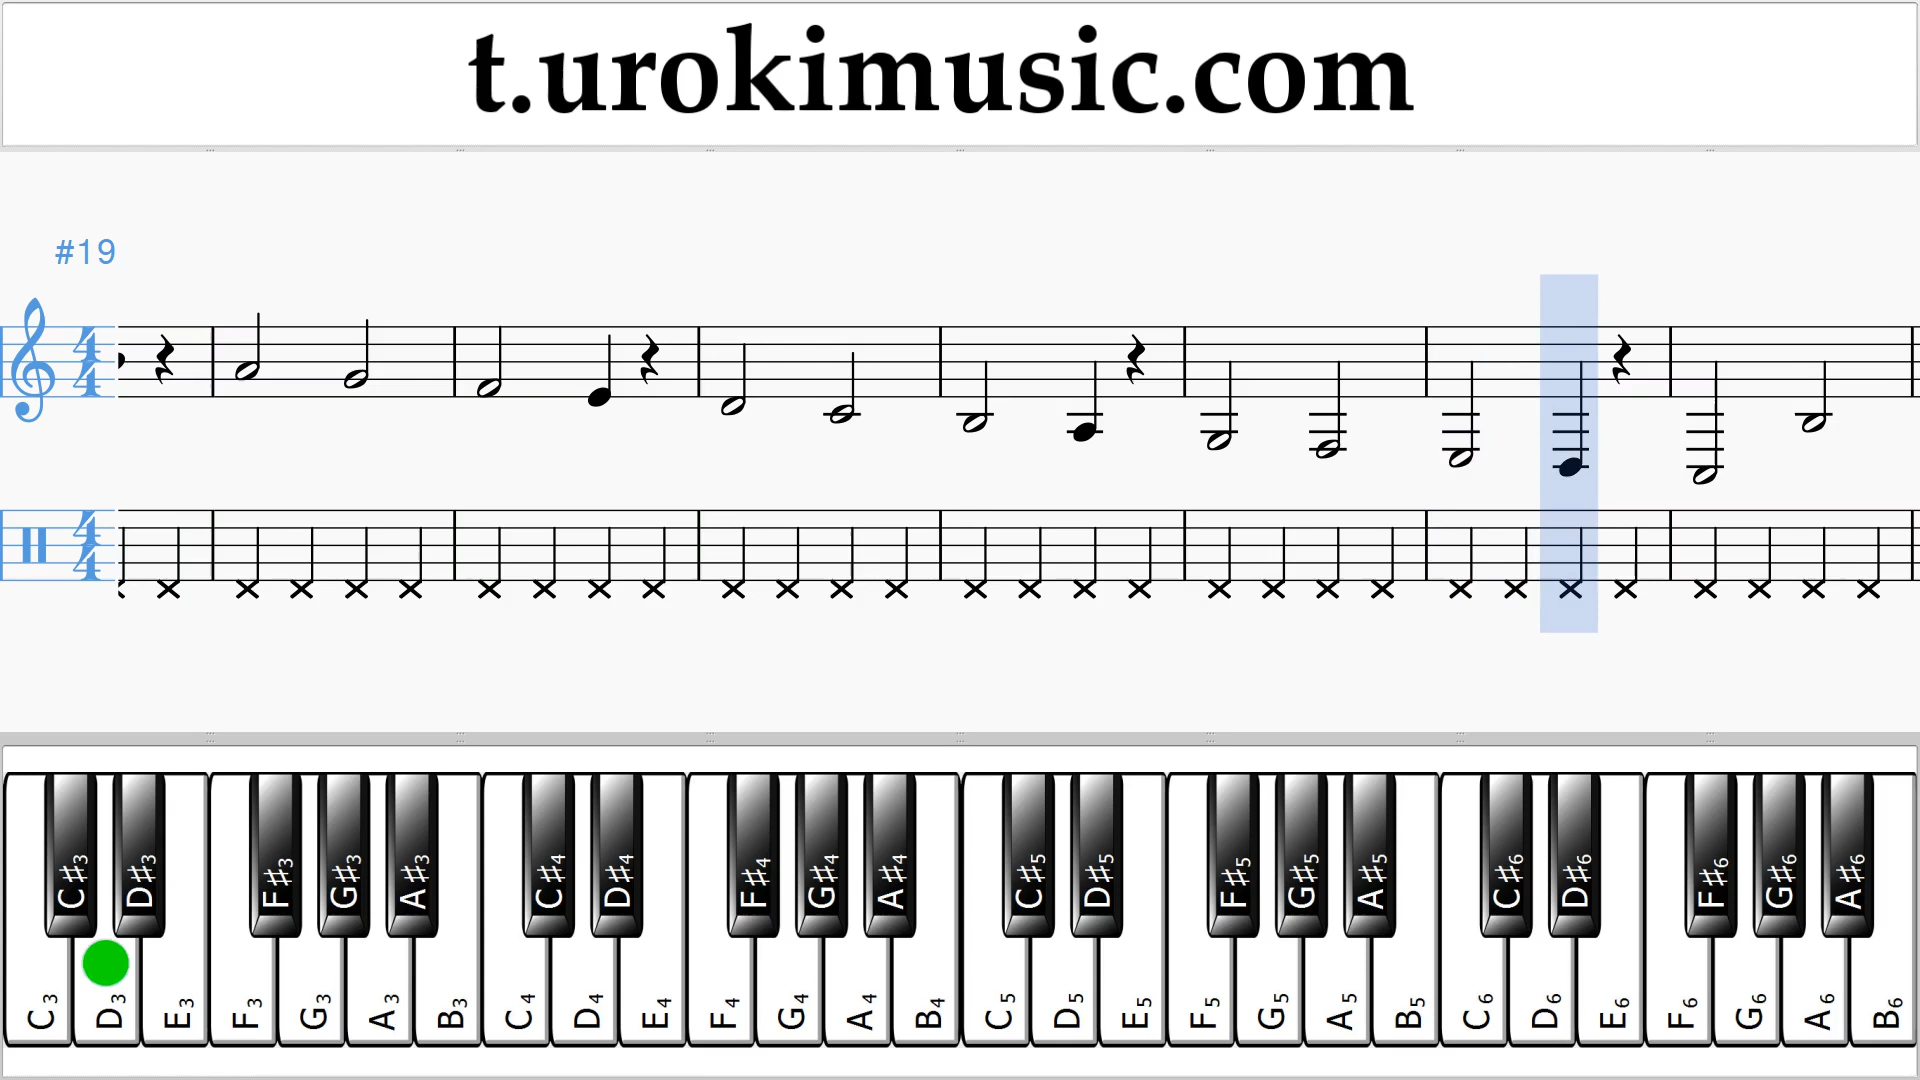 t.urokimusic.com
#19
4 4
4 4
C#3 D#3 F#3 G#3 A#3 C#4 D#4 F#4 G#4 A#4 C#5 D#5 F#5 G#5 A#5 C#6 D#6 F#6 G#6 A#6
C3 D3 E3 F3 G3 A3 B3 C4 D4 E4 F4 G4 A4 B4 C5 D5 E5 F5 G5 A5 B5 C6 D6 E6 F6 G6 A6 B6